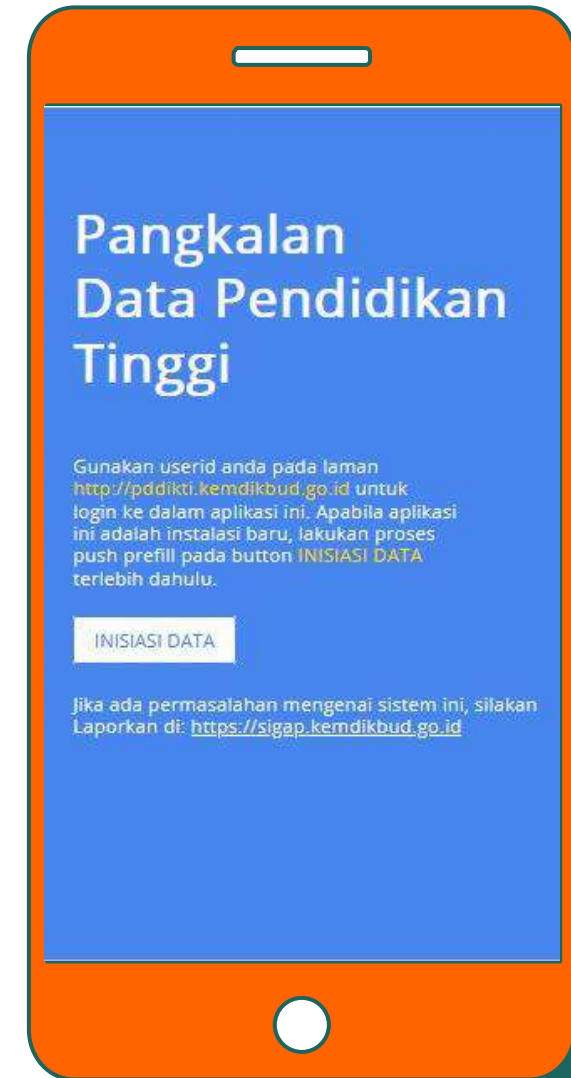 Pangkalan
Data Pendidikan
Tinggi
Gunakan userid anda pada laman
http://pddikti.kemdikbud.go.id untuk
login ke dalam aplikasi ini. Apabila aplikasi
ini adalah instalasi baru, lakukan proses
push prefill pada button INISIASI DATA
terlebih dahulu.
INISIASI DATA
Jika ada permasalahan mengenai sistem ini, silakan
Laporkan di: https://sigap.kemdikbud.go.id